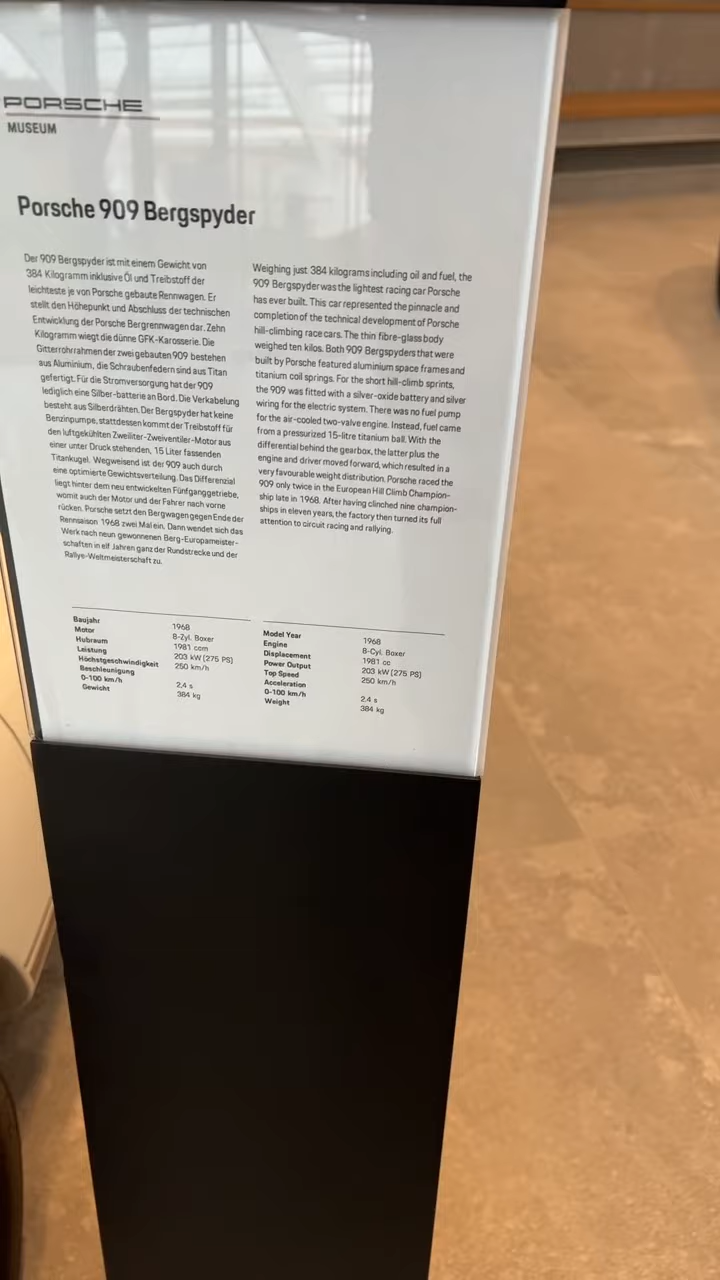 PORSCHE
MUSEUM
Porsche 909 Bergspyder
Der 909 Bergspyder ist mit einem Gewicht von
384 Kilogramm inklusive Öl und Treibstoff der
leichteste je von Porsche gebaute Rennwagen. Er
stellt den Höhepunkt und Abschluss der technischen
Entwicklung der Porsche Bergrennwagen dar. Zehn
Kilogramm wiegt die dünne GFK-Karosserie. Die
Gitterrohrrahmen der zwei gebauten 909 bestehen
aus Aluminium, die Schraubenfedern sind aus Titan
gefertigt. Für die Stromversorgung hat der 909
lediglich eine Silber-batterie an Bord. Die Verkabelung
besteht aus Silberdrähten. Der Bergspyder hat keine
Benzinpumpe, stattdessen kommt der Treibstoff für
den luftgekühlten Zweiliter-Zweiventiler-Motor aus
einer unter Druck stehenden, 15 Liter fassenden
Titankugel. Wegweisend ist der 909 auch durch
eine optimierte Gewichtsverteilung. Das Differenzial
liegt hinter dem neu entwickelten Fünfganggetriebe,
womit auch der Motor und der Fahrer nach vorne
rücken. Porsche setzt den Bergwagen gegen Ende der
Rennsaison 1968 zwei Mal ein. Dann wendet sich das
Werk nach neun gewonnenen Berg-Europameister-
schaften in elf Jahren ganz der Rundstrecke und der
Rallye-Weltmeisterschaft zu.
Weighing just 384 kilograms including oil and fuel, the
909 Bergspyder was the lightest racing car Porsche
has ever built. This car represented the pinnacle and
completion of the technical development of Porsche
hill-climbing race cars. The thin fibre-glass body
weighed ten kilos. Both 909 Bergspyders that were
built by Porsche featured aluminium space frames and
titanium coil springs. For the short hill-climb sprints,
the 909 was fitted with a silver-oxide battery and silver
wiring for the electric system. There was no fuel pump
for the air-cooled two-valve engine. Instead, fuel came
from a pressurized 15-litre titanium ball. With the
differential behind the gearbox, the latter plus the
engine and driver moved forward, which resulted in a
very favourable weight distribution. Porsche raced the
909 only twice in the European Hill Climb Champion-
ship late in 1968. After having clinched nine champion-
ships in eleven years, the factory then turned its full
attention to circuit racing and rallying.
Baujahr 1968
Motor 8-Zyl. Boxer
Hubraum 1981 ccm
Leistung 203 kW (275 PS)
Höchstgeschwindigkeit 250 km/h
Beschleunigung
0-100 km/h 2,4 s
Gewicht 384 kg
Model Year 1968
Engine 8-Cyl. Boxer
Displacement 1981 cc
Power Output 203 kW (275 PS)
Top Speed 250 km/h
Acceleration
0-100 km/h 2.4 s
Weight 384 kg